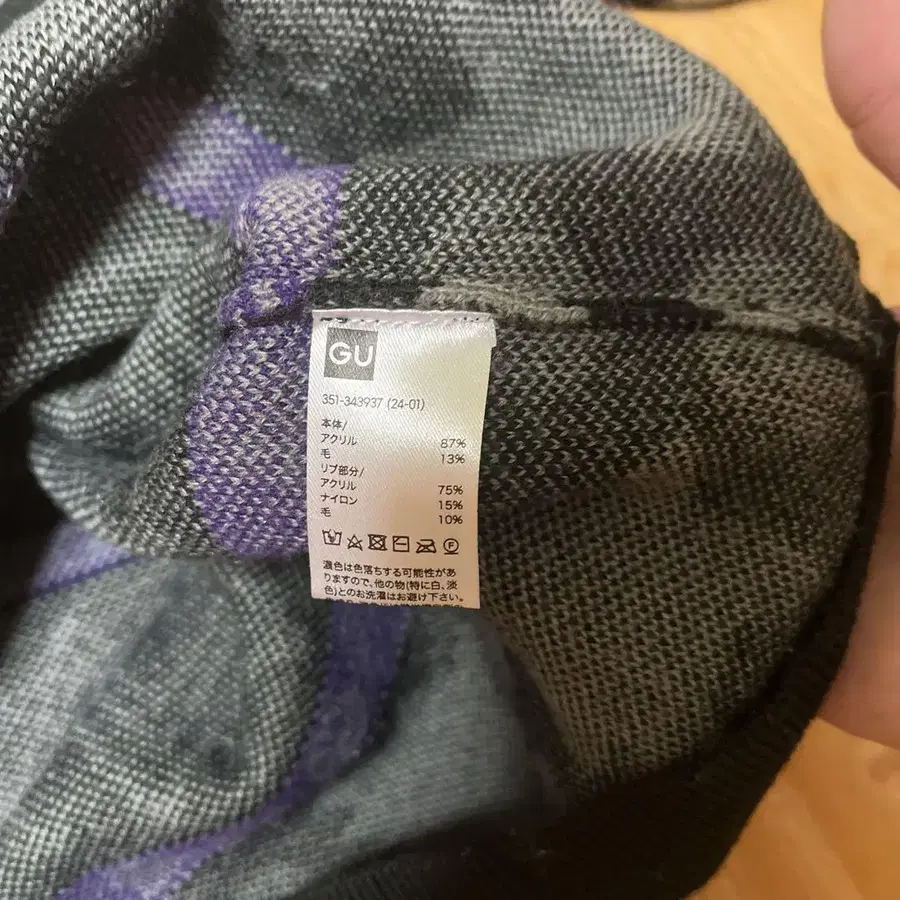 GU
351-343937 (24-01)
本体/
アクリル 87%
毛 13%
リブ部分/
アクリル 75%
ナイロン 15%
毛 10%
F
濃色は色落ちする可能性があ
りますので、他の物(特に白、淡
色)とのお洗濯はお避け下さい。